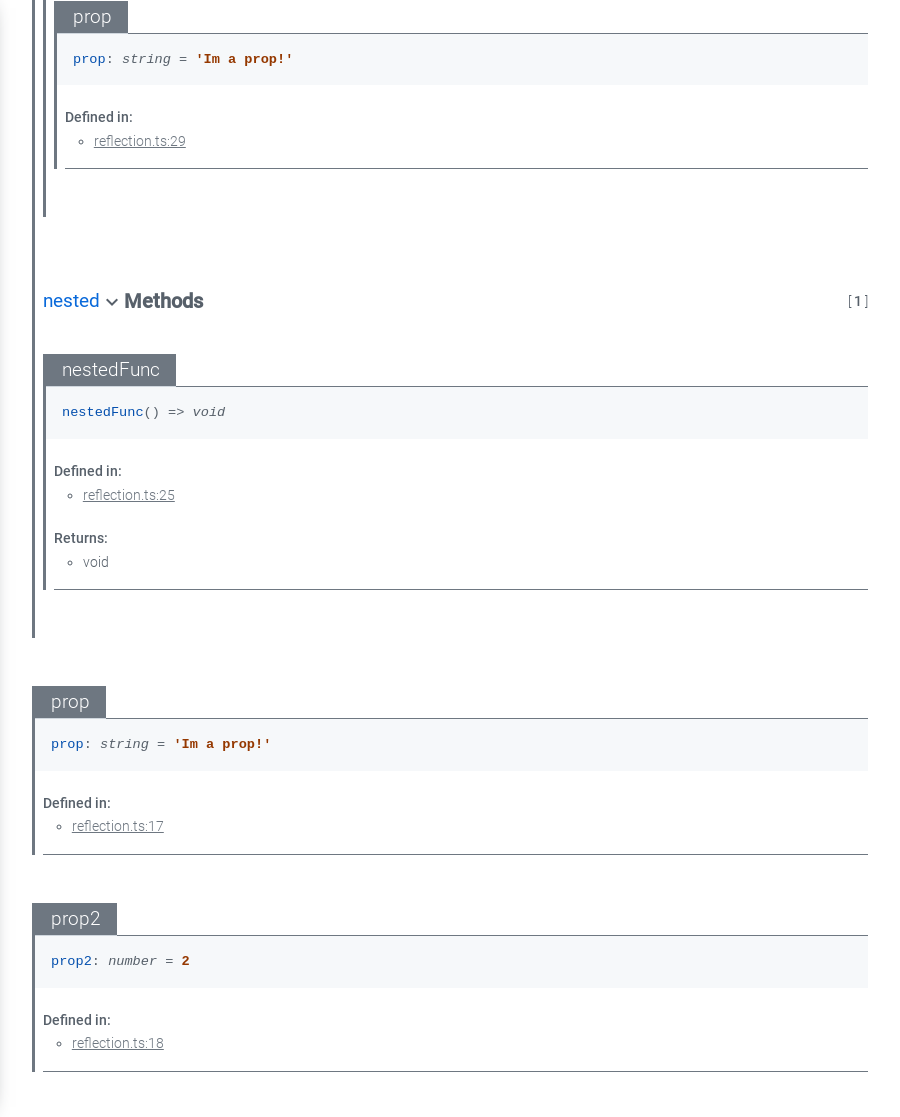 prop
prop: string = 'Im a prop!'
Defined in:
reflection.ts:29
nested Methods [ 1 ]
nestedFunc
nestedFunc() => void
Defined in:
reflection.ts:25
Returns:
void
prop
prop: string = 'Im a prop!'
Defined in:
reflection.ts:17
prop2
prop2: number = 2
Defined in:
reflection.ts:18